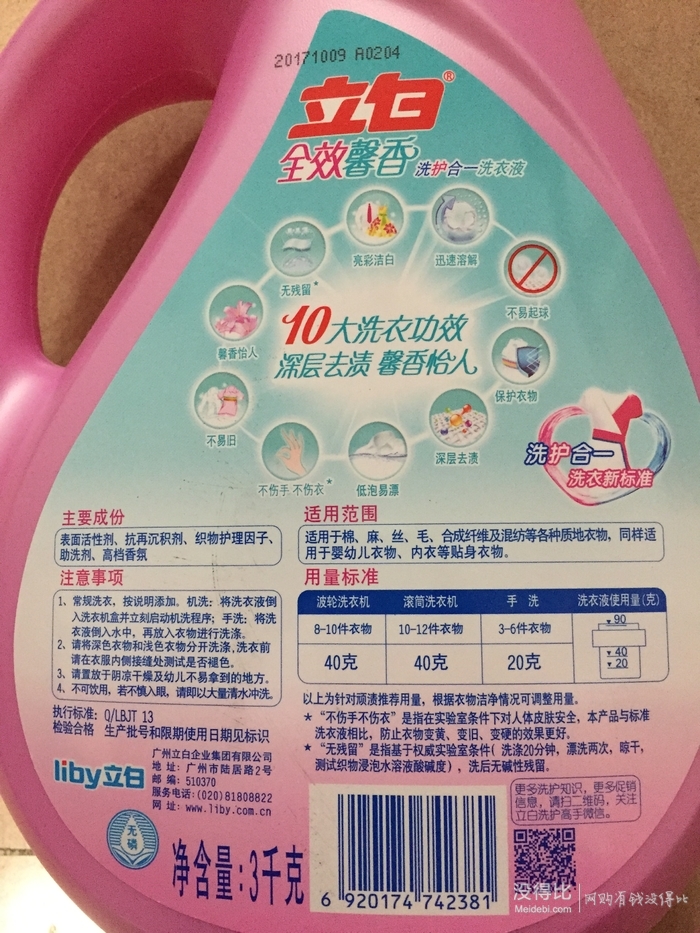 20171009 A0204
立白®
全效馨香 洗护合一洗衣液
亮彩洁白
迅速溶解
无残留*
不易起球
馨香怡人
10大洗衣功效
深层去渍 馨香怡人
保护衣物
不易旧
深层去渍
不伤手 不伤衣*
低泡易漂
洗护合一
洗衣新标准
主要成份
表面活性剂、抗再沉积剂、织物护理因子、
助洗剂、高档香氛
适用范围
适用于棉、麻、丝、毛、合成纤维及混纺等各种质地衣物，同样适
用于婴幼儿衣物、内衣等贴身衣物。
注意事项
1、常规洗衣，按说明添加。机洗：将洗衣液倒
入洗衣机盒并立刻启动机洗程序；手洗：将洗
衣液倒入水中，再放入衣物进行洗涤。
2、请将深色衣物和浅色衣物分开洗涤，洗衣前
请在衣服内侧接缝处测试是否褪色。
3、请置放于阴凉干燥及幼儿不易拿到的地方。
4、不可饮用，若不慎入眼，请即以大量清水冲洗。
用量标准
波轮洗衣机 滚筒洗衣机 手 洗 洗衣液使用量(克)
8-10件衣物 10-12件衣物 3-6件衣物
40克 40克 20克
90
40
20
以上为针对顽渍推荐用量，根据衣物洁净情况可调整用量。
* “不伤手不伤衣”是指在实验室条件下对人体皮肤安全，本产品与标准
洗衣液相比，防止衣物变黄、变旧、变硬的效果更好。
* “无残留”是指基于权威实验室条件（洗涤20分钟，漂洗两次，晾干，
测试织物浸泡水溶液酸碱度），洗后无碱性残留。
执行标准：Q/LBJT 13
检验合格 生产批号和限期使用日期见标识
liby立白
广州立白企业集团有限公司
地 址：广州市陆居路2号
邮 编：510370
服务电话：(020)81808822
网 址：www.liby.com.cn
无磷
净含量：3千克
6 920174 742381
更多洗护知识，更多促销
信息，请扫二维码，关注
立白洗护高手微信。
没得比
Meidebi.com
网购有钱没得比